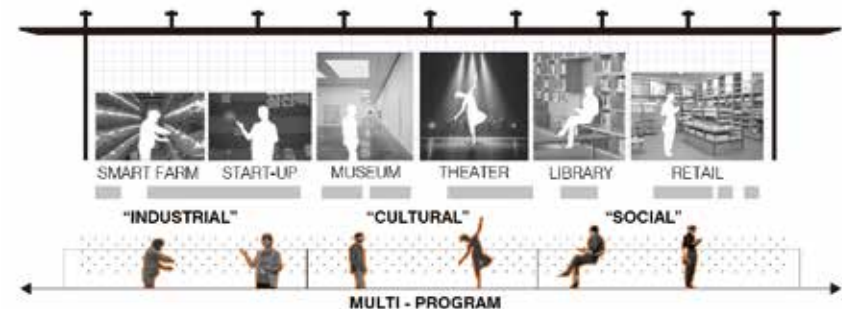 SMART FARM START-UP MUSEUM THEATER LIBRARY RETAIL
"INDUSTRIAL" "CULTURAL" "SOCIAL"
MULTI - PROGRAM